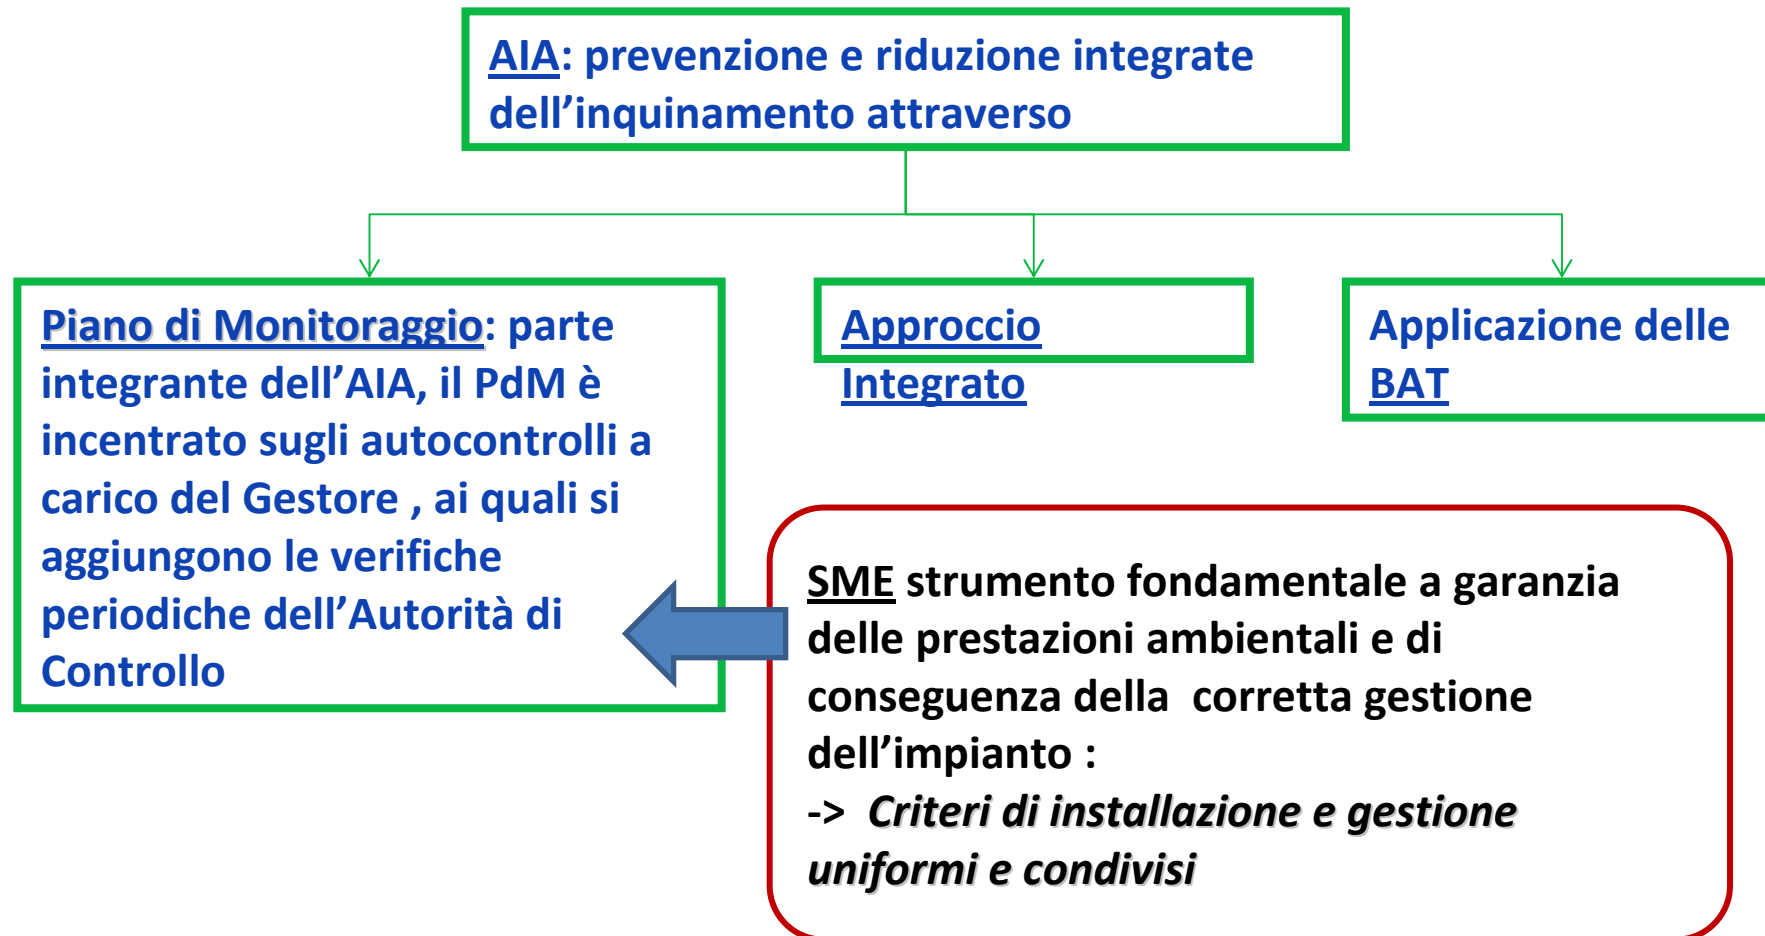 AIA: prevenzione e riduzione integrate
dell’inquinamento attraverso
Piano di Monitoraggio: parte
integrante dell’AIA, il PdM è
incentrato sugli autocontrolli a
carico del Gestore , ai quali si
aggiungono le verifiche
periodiche dell’Autorità di
Controllo
Approccio
Integrato
Applicazione delle
BAT
SME strumento fondamentale a garanzia
delle prestazioni ambientali e di
conseguenza della  corretta gestione
dell’impianto :
->  Criteri di installazione e gestione
uniformi e condivisi